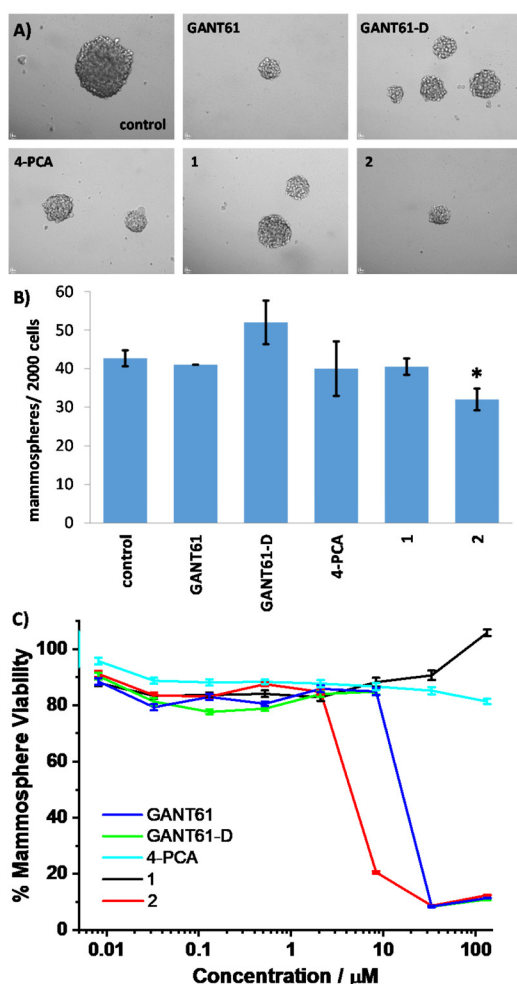 A)
control
GANT61
GANT61-D
4-PCA
1
2
B)
mammospheres/ 2000 cells
60
50
40
30
20
10
0
*
control
GANT61
GANT61-D
4-PCA
1
2
C)
% Mammosphere Viability
100
80
60
40
20
0
GANT61
GANT61-D
4-PCA
1
2
0.01
0.1
1
10
100
Concentration / μM